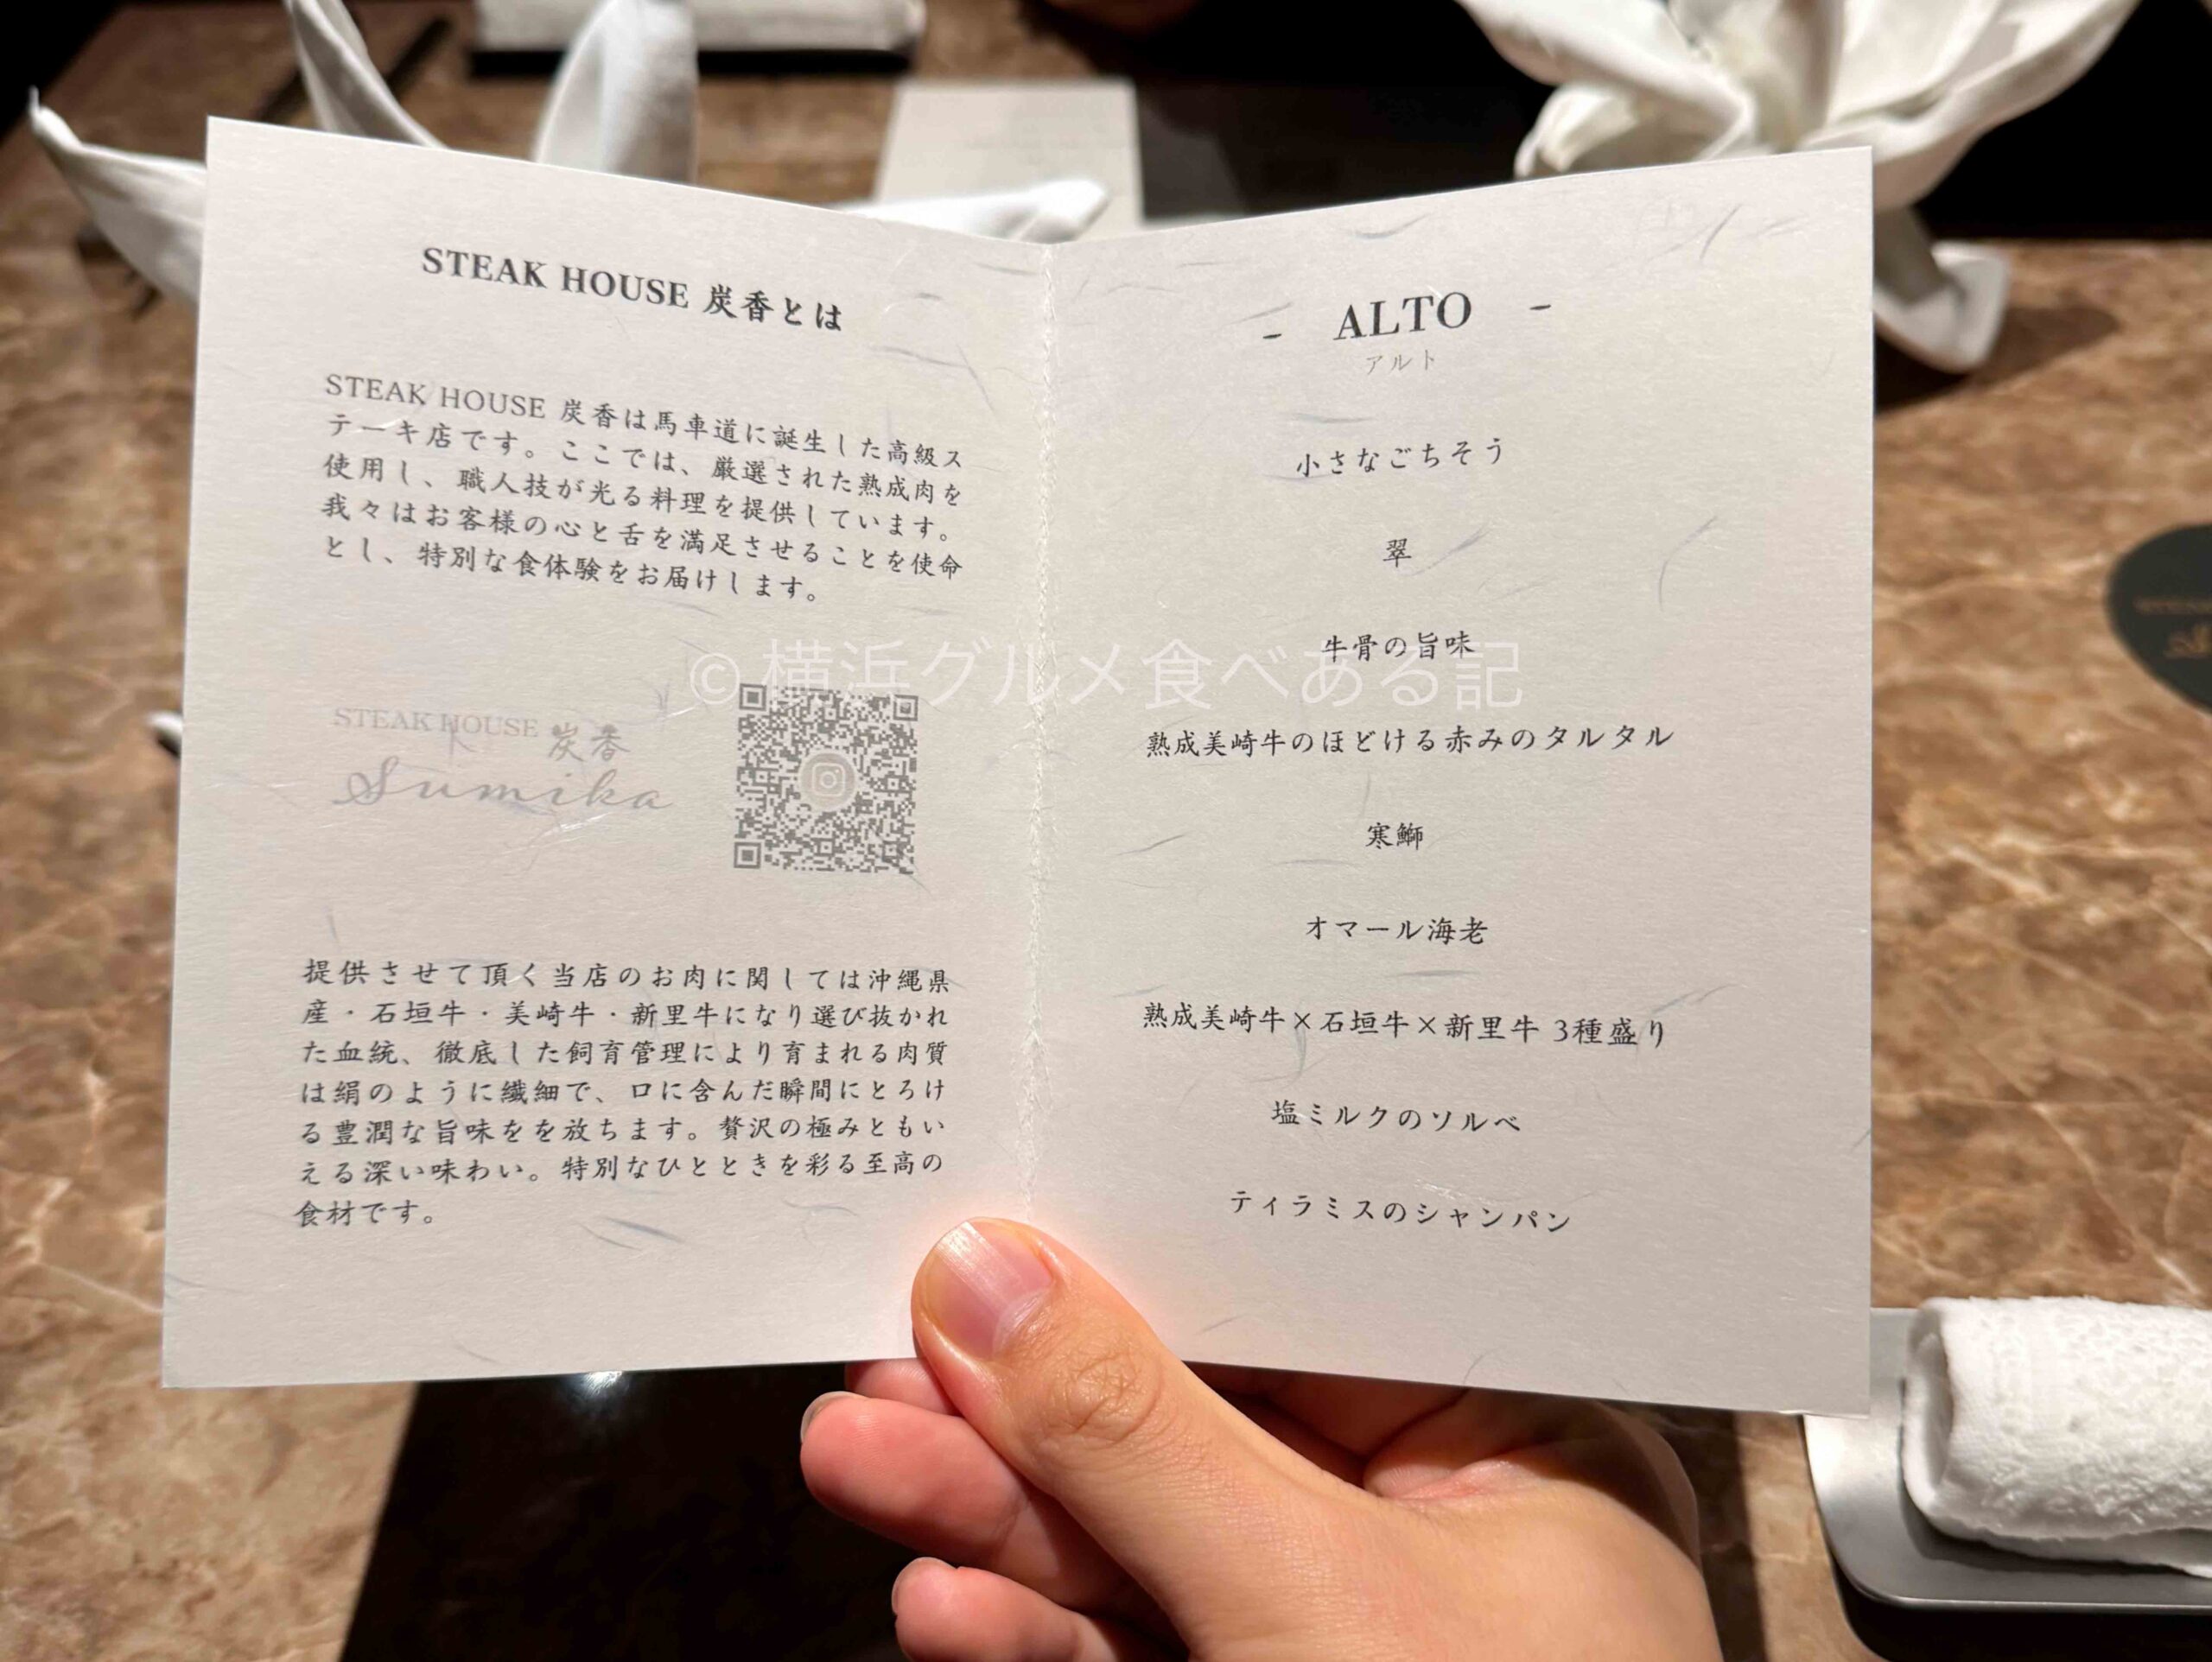 STEAK HOUSE 炭香とは
STEAK HOUSE 炭香は馬車道に誕生した高級ス
テーキ店です。ここでは、厳選された熟成肉を
使用し、職人技が光る料理を提供しています。
我々はお客様の心と舌を満足させることを使命
とし、特別な食体験をお届けします。
STEAK HOUSE 炭香
Sumika
提供させて頂く当店のお肉に関しては沖縄県
産・石垣牛・美崎牛・新里牛になり選び抜かれ
た血統、徹底した飼育管理により育まれる肉質
は絹のように繊細で、口に含んだ瞬間にとろけ
る豊潤な旨味をを放ちます。贅沢の極みともい
える深い味わい。特別なひとときを彩る至高の
食材です。
- ALTO -
アルト
小さなごちそう
翠
牛骨の旨味
熟成美崎牛のほどける赤みのタルタル
寒鰤
オマール海老
熟成美崎牛×石垣牛×新里牛 3種盛り
塩ミルクのソルベ
ティラミスのシャンパン
© 横浜グルメ食べある記